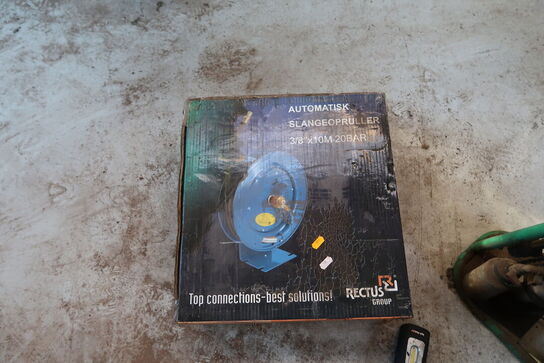 AUTOMATISK
SLANGEOPRULLER
3/8"x10M 20BAR
Top connections-best solutions!
RECTUS
GROUP